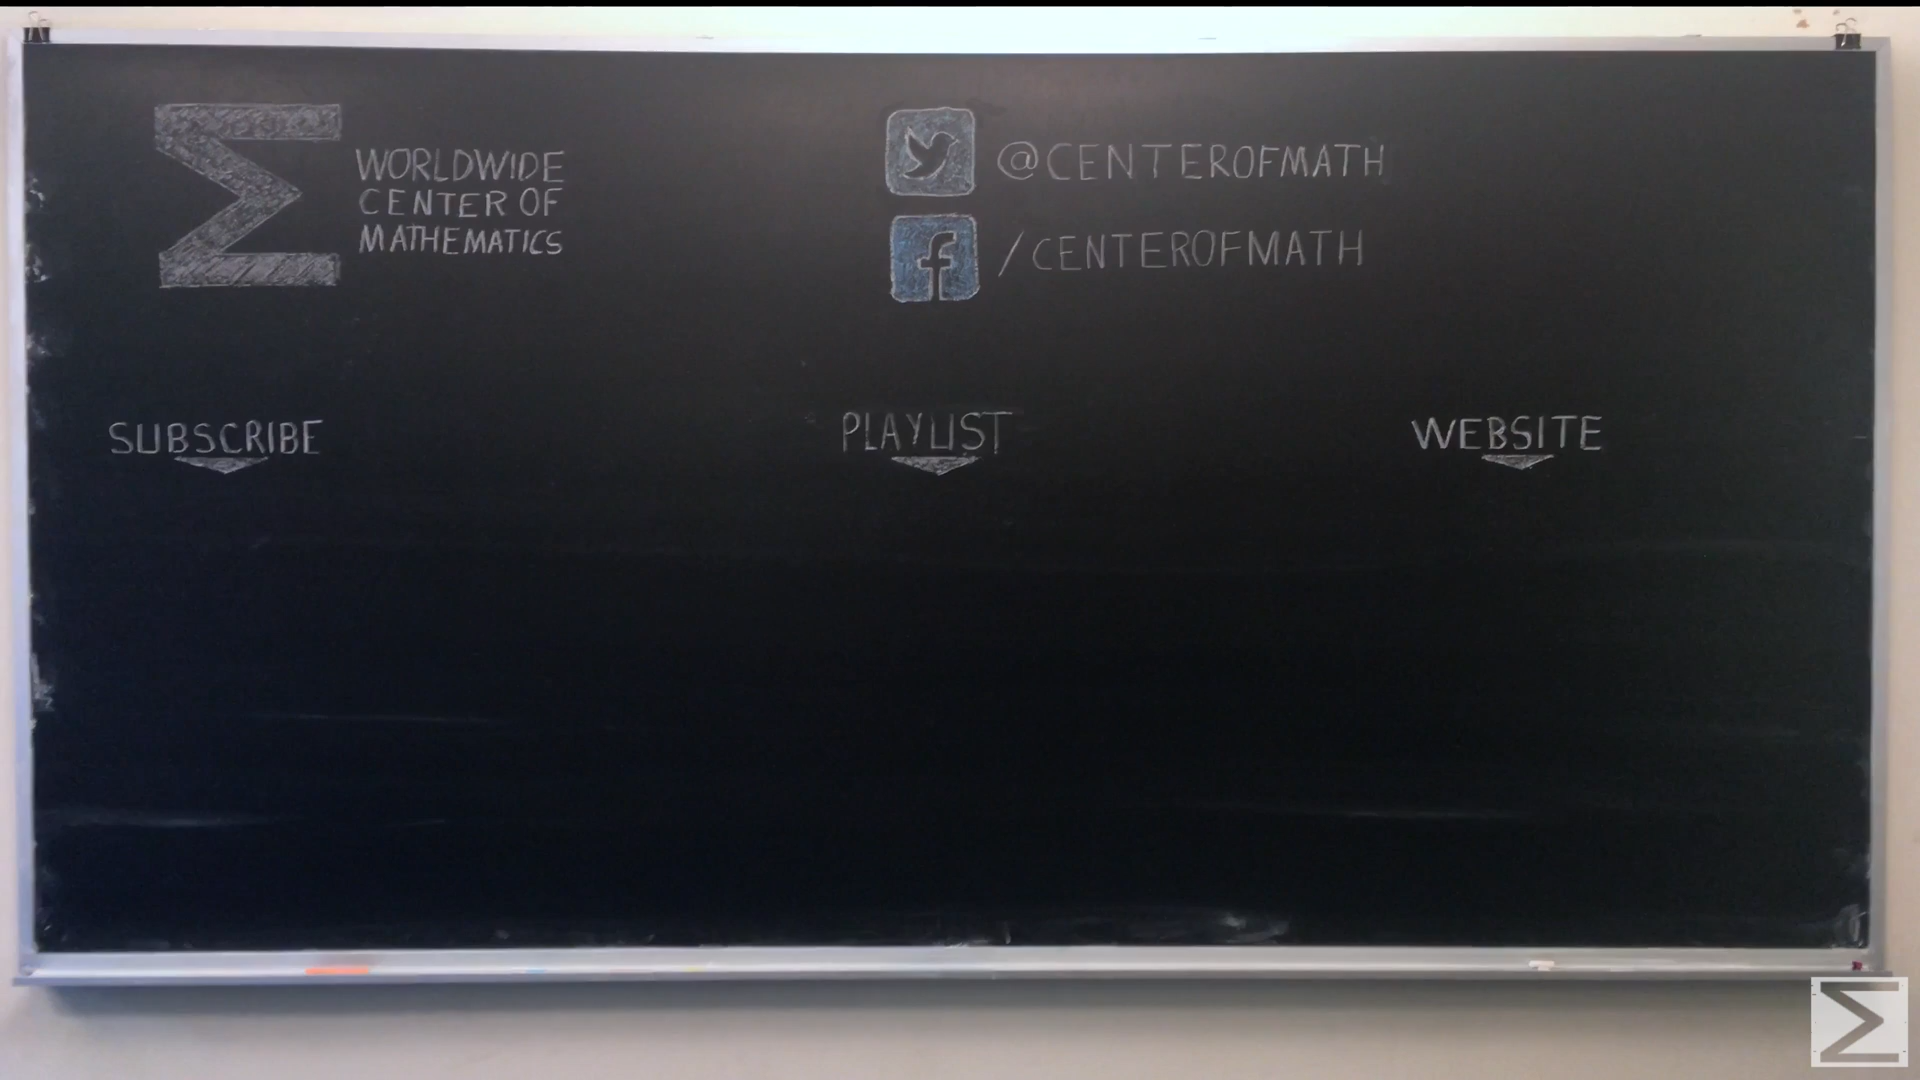 WORLDWIDE
CENTER OF
MATHEMATICS
@CENTEROFMATH
/CENTEROFMATH
SUBSCRIBE
PLAYLIST
WEBSITE